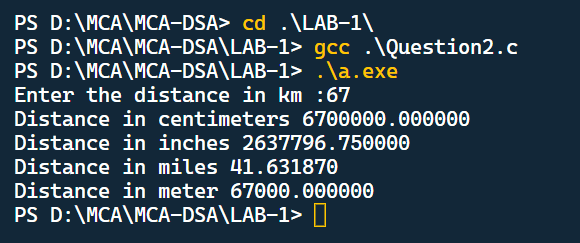 PS D:\MCA\MCA-DSA> cd .\LAB-1\
PS D:\MCA\MCA-DSA\LAB-1> gcc .\Question2.c
PS D:\MCA\MCA-DSA\LAB-1> .\a.exe
Enter the distance in km :67
Distance in centimeters 6700000.000000
Distance in inches 2637796.750000
Distance in miles 41.631870
Distance in meter 67000.000000
PS D:\MCA\MCA-DSA\LAB-1>